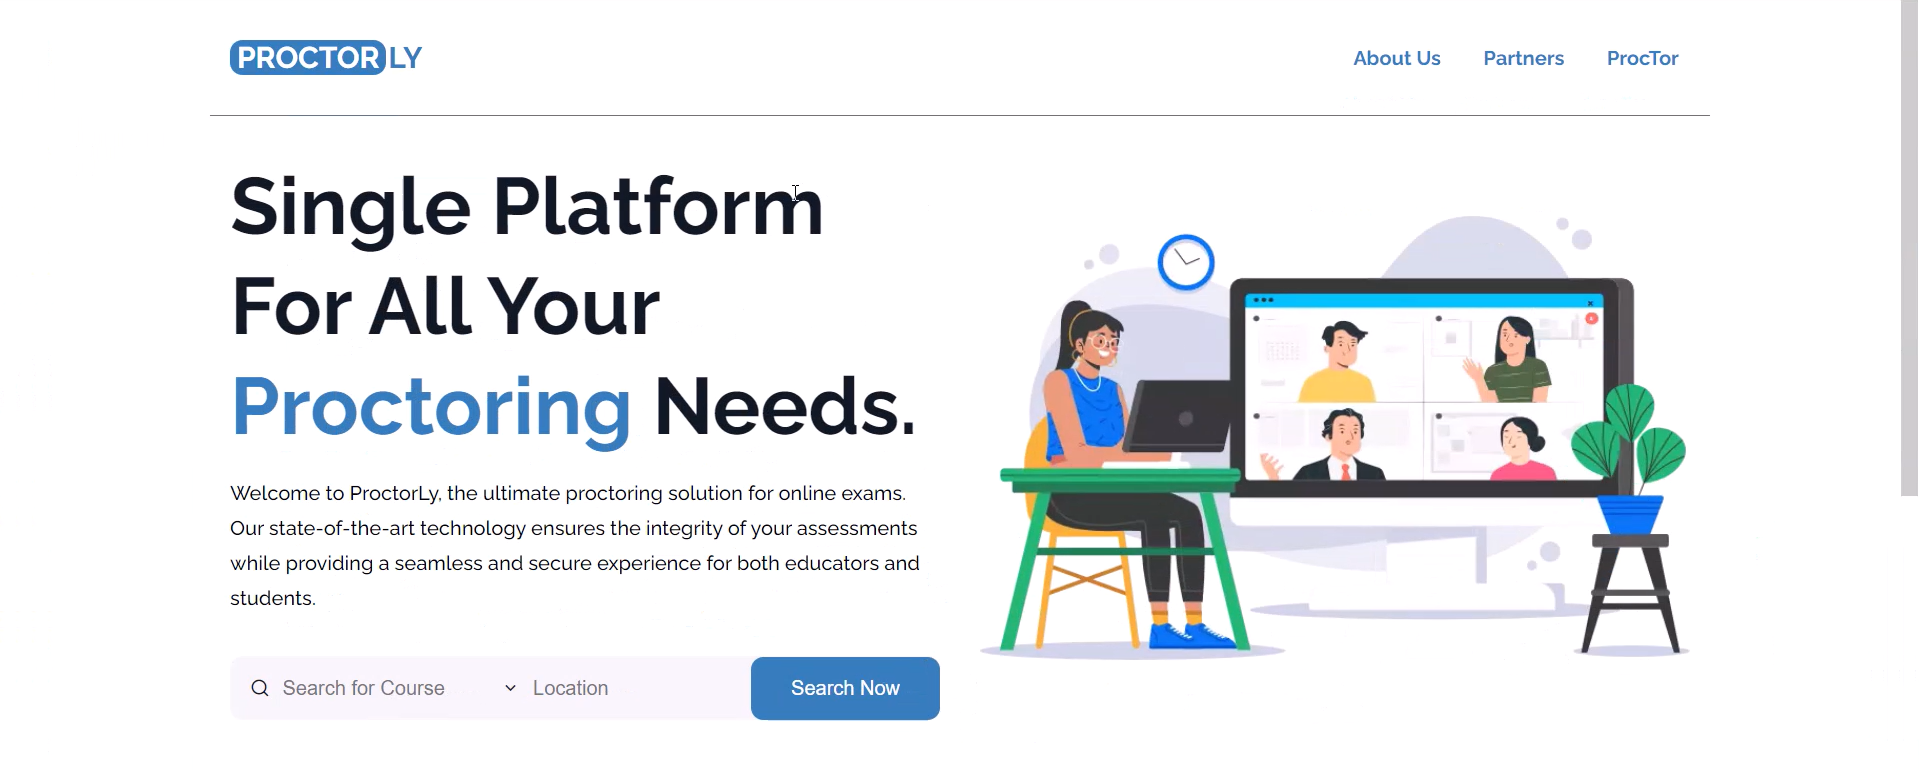 PROCTORLY
About Us
Partners
ProcTor
Single Platform
For All Your
Proctoring Needs.
Welcome to ProctorLy, the ultimate proctoring solution for online exams.
Our state-of-the-art technology ensures the integrity of your assessments
while providing a seamless and secure experience for both educators and
students.
Search for Course
Location
Search Now